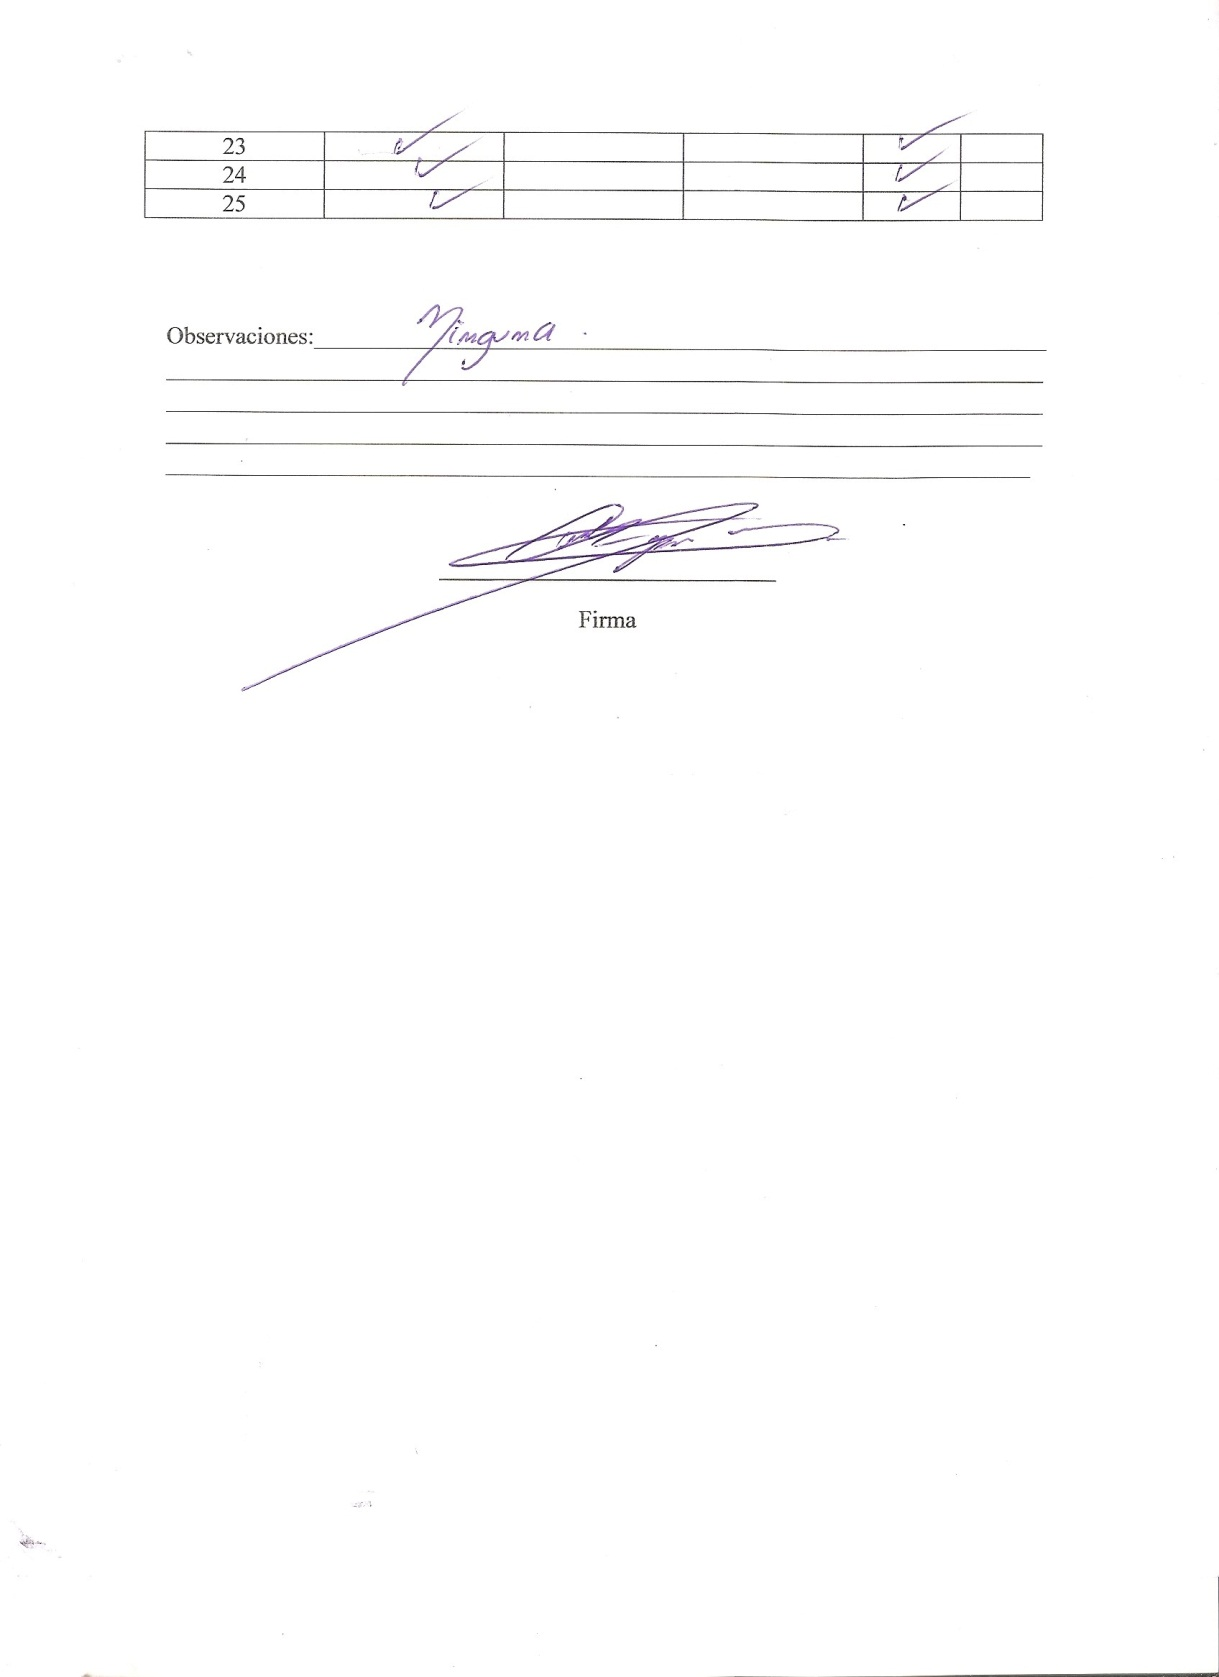 23 ✓ ✓
24 ✓ ✓
25 ✓ ✓
Observaciones: Ninguna
Firma